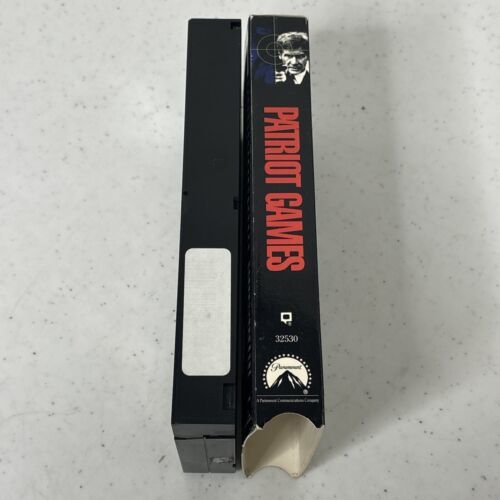 PATRIOT GAMES
32530
Paramount
®
A Paramount Communications Company